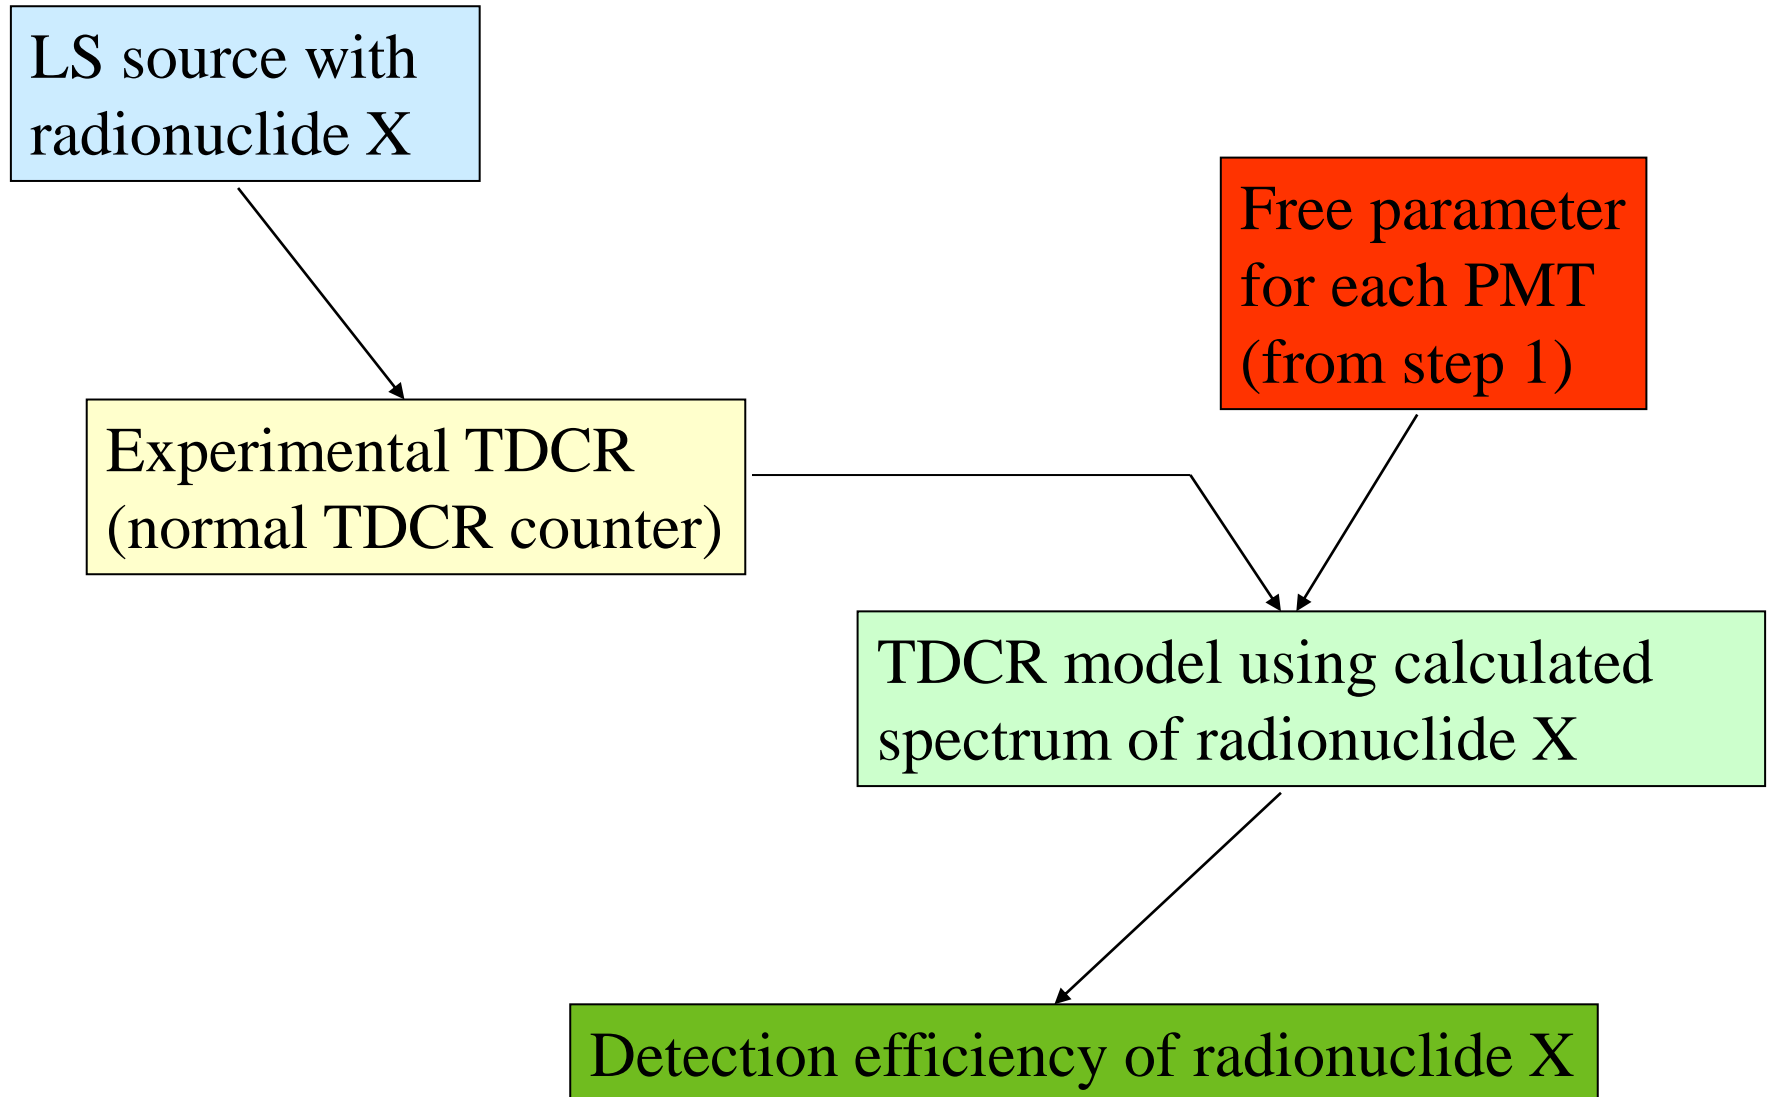 LS source with
radionuclide X
Free parameter
for each PMT
(from step 1)
Experimental TDCR
(normal TDCR counter)
TDCR model using calculated
spectrum of radionuclide X
Detection efficiency of radionuclide X